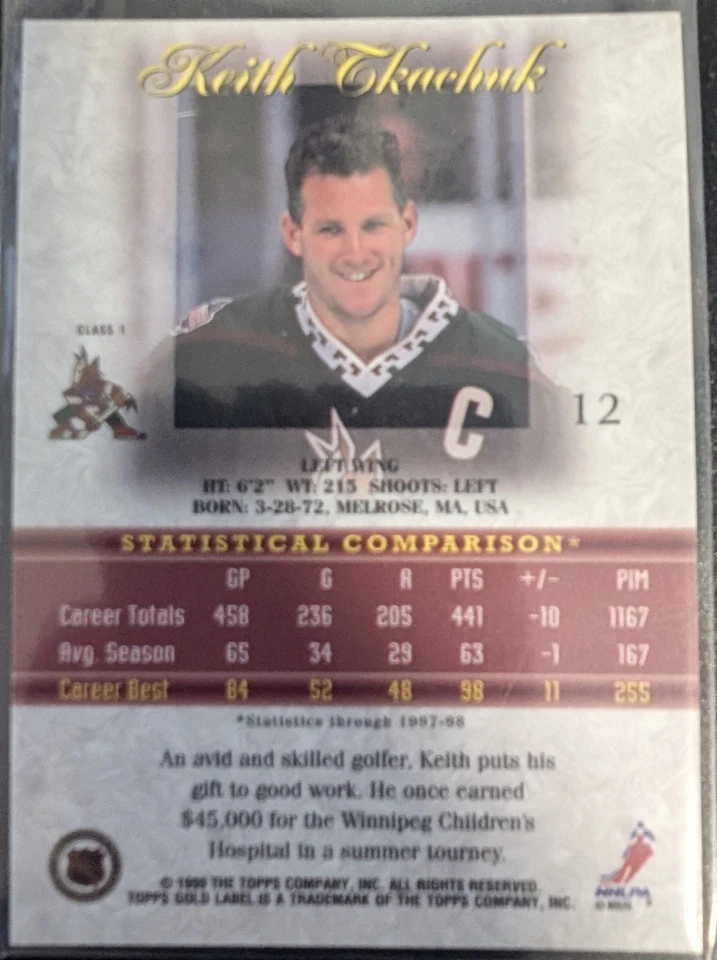 Keith Tkachuk
CLASS 1
12
LEFT WING
HT: 6'2" WT: 215 SHOOTS: LEFT
BORN: 3-28-72, MELROSE, MA, USA
STATISTICAL COMPARISON*
GP G A PTS +/- PIM
Career Totals 458 236 205 441 -10 1167
Avg. Season 65 34 29 63 -1 167
Career Best 84 52 48 98 11 255
*Statistics through 1997-98
An avid and skilled golfer, Keith puts his
gift to good work. He once earned
$45,000 for the Winnipeg Children's
Hospital in a summer tourney.
© 1998 THE TOPPS COMPANY, INC. ALL RIGHTS RESERVED.
TOPPS GOLD LABEL IS A TRADEMARK OF THE TOPPS COMPANY, INC.
NHLPA
C